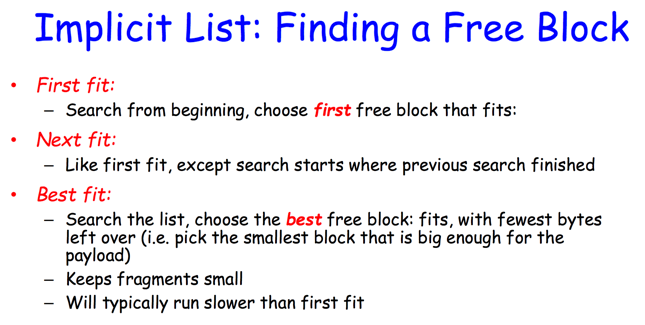 Implicit List: Finding a Free Block
• First fit:
– Search from beginning, choose first free block that fits:
• Next fit:
– Like first fit, except search starts where previous search finished
• Best fit:
– Search the list, choose the best free block: fits, with fewest bytes
left over (i.e. pick the smallest block that is big enough for the
payload)
– Keeps fragments small
– Will typically run slower than first fit